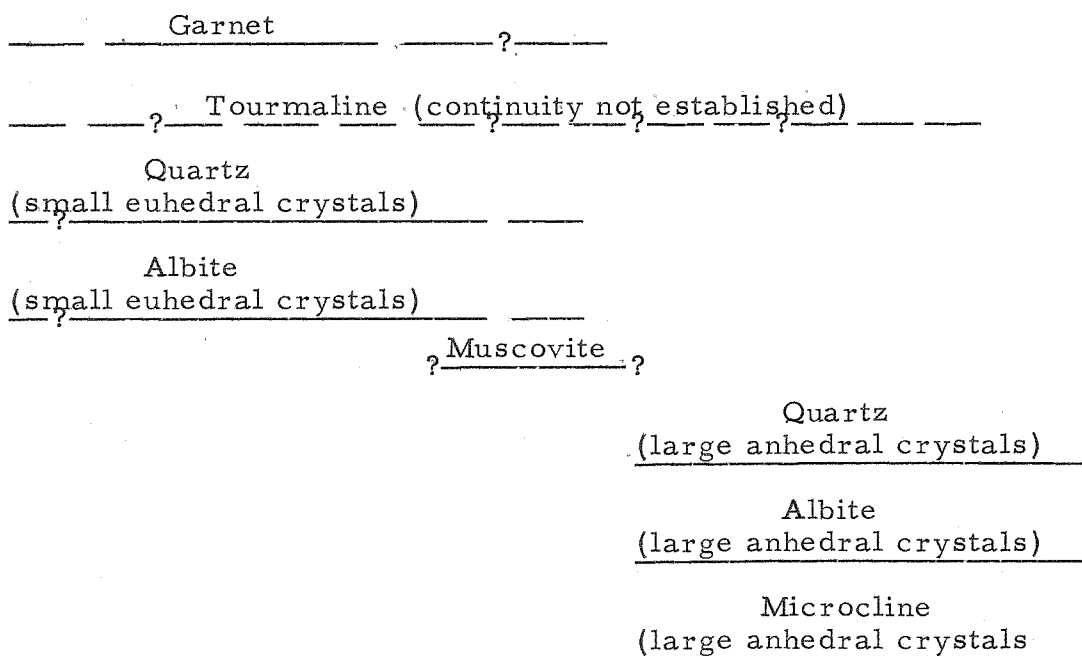 Garnet
?
Tourmaline (continuity not established)
? ? ? ?
Quartz
(small euhedral crystals)
?
Albite
(small euhedral crystals)
?
? Muscovite ?
Quartz
(large anhedral crystals)
Albite
(large anhedral crystals)
Microcline
(large anhedral crystals